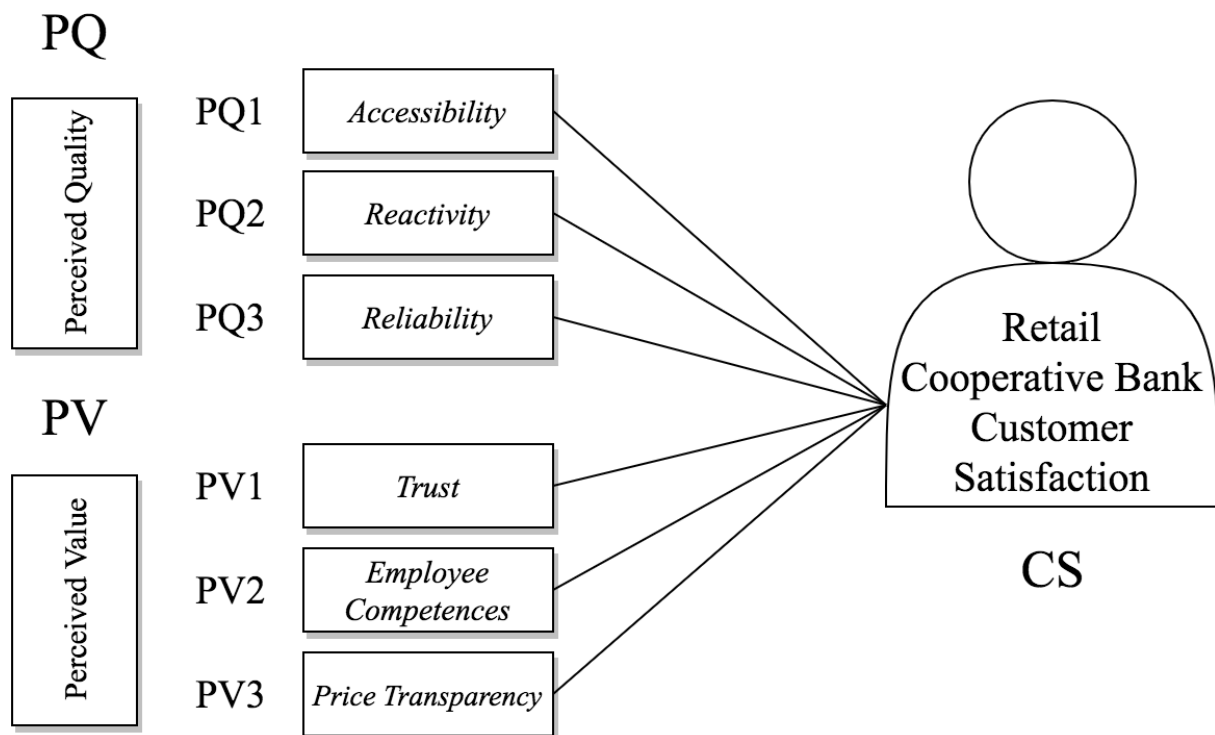 PQ
Perceived Quality
PQ1
Accessibility
PQ2
Reactivity
PQ3
Reliability
PV
Perceived Value
PV1
Trust
PV2
Employee
Competences
PV3
Price Transparency
Retail
Cooperative Bank
Customer
Satisfaction
CS